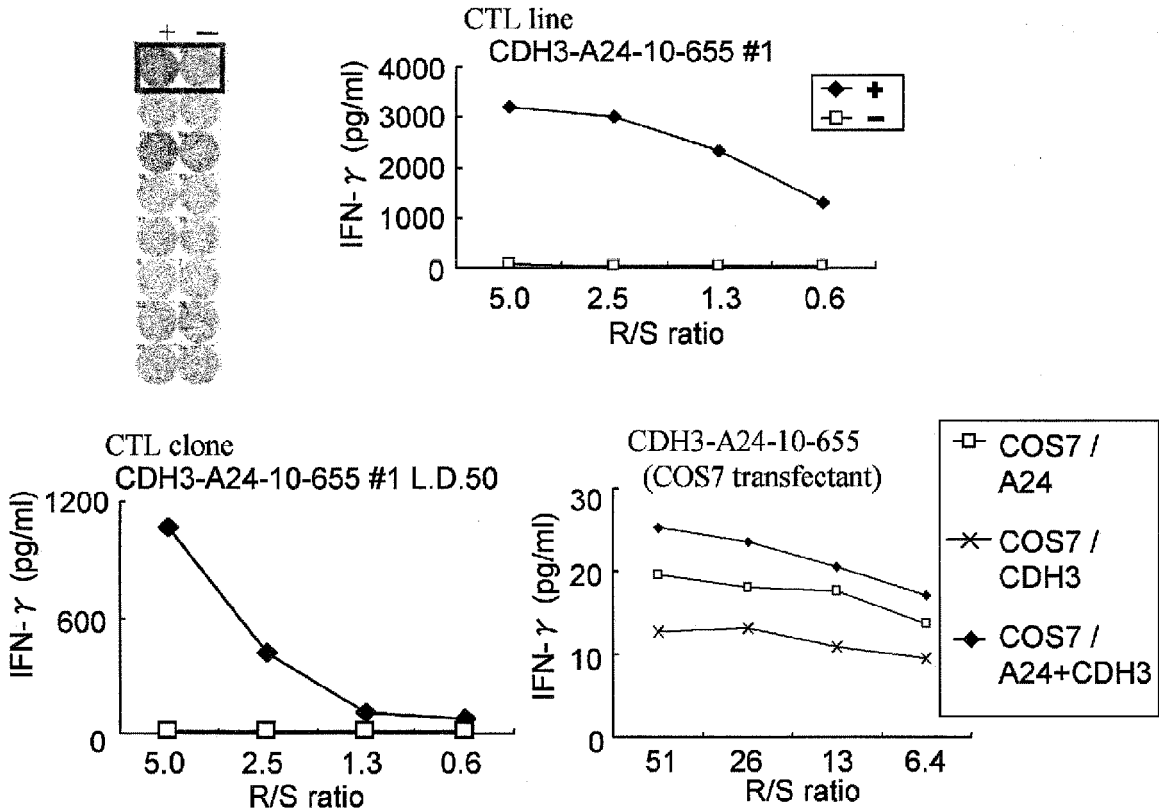 + −
CTL line
CDH3-A24-10-655 #1
4000
3000
2000
1000
0
IFN-γ (pg/ml)
5.0 2.5 1.3 0.6
R/S ratio
+
−
CTL clone
CDH3-A24-10-655 #1 L.D.50
1200
600
0
IFN-γ (pg/ml)
5.0 2.5 1.3 0.6
R/S ratio
CDH3-A24-10-655
(COS7 transfectant)
30
20
10
0
IFN-γ (pg/ml)
51 26 13 6.4
R/S ratio
COS7 /
A24
COS7 /
CDH3
COS7 /
A24+CDH3